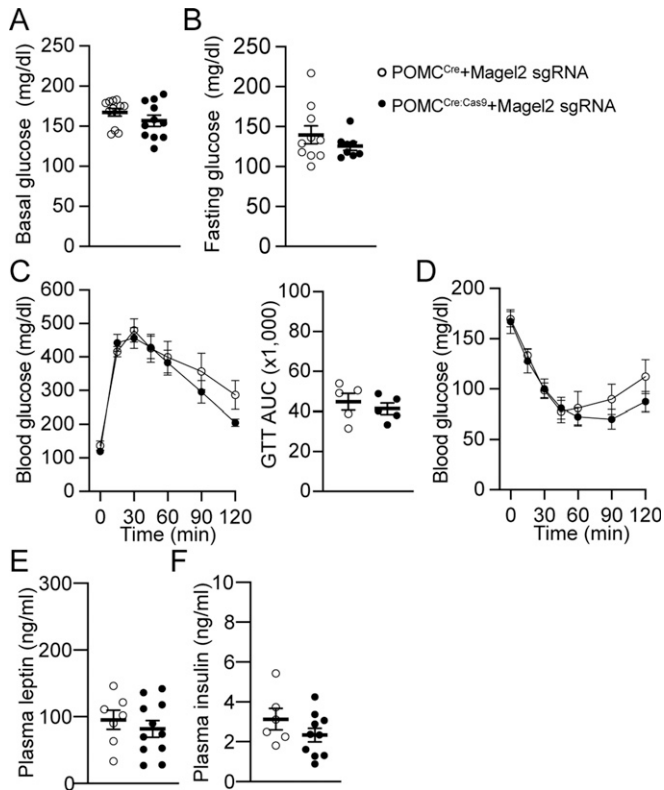 A
Basal glucose (mg/dl)
250
200
150
100
50
0
B
Fasting glucose (mg/dl)
250
200
150
100
50
0
POMCCre+Magel2 sgRNA
POMCCre:Cas9+Magel2 sgRNA
C
Blood glucose (mg/dl)
600
500
400
300
200
100
0
0 30 60 90 120
Time (min)
GTT AUC (x1,000)
100
80
60
40
20
0
D
Blood glucose (mg/dl)
200
150
100
50
0
0 30 60 90 120
Time (min)
E
Plasma leptin (ng/ml)
300
200
100
0
F
Plasma insulin (ng/ml)
10
8
6
4
2
0